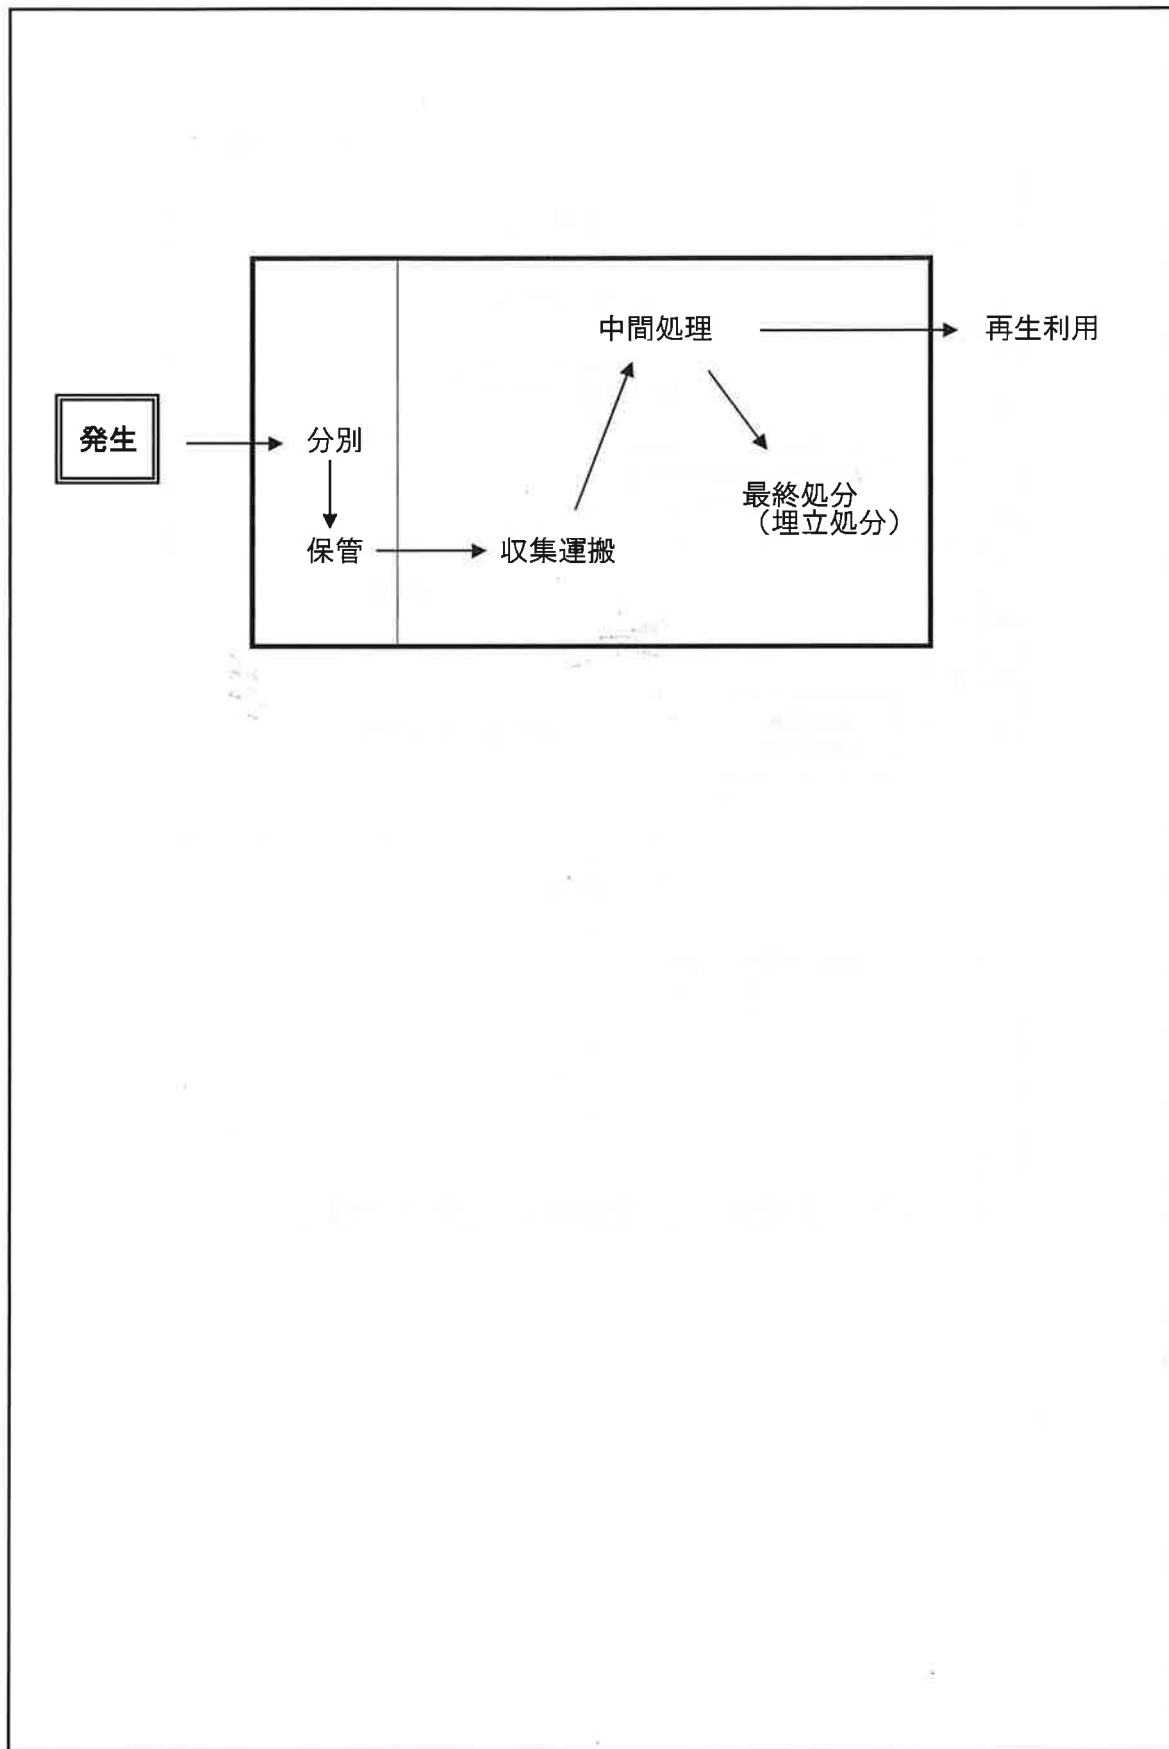 中間処理
再生利用
発生
分別
最終処分
（埋立処分）
保管
収集運搬